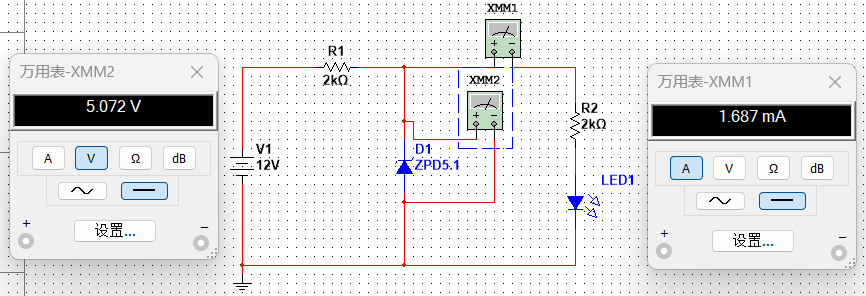 万用表-XMM2
5.072 V
A
V
Ω
dB
+
设置...
−
XMM1
R1
2kΩ
XMM2
V1
12V
D1
ZPD5.1
R2
2kΩ
LED1
万用表-XMM1
1.687 mA
A
V
Ω
dB
+
设置...
−